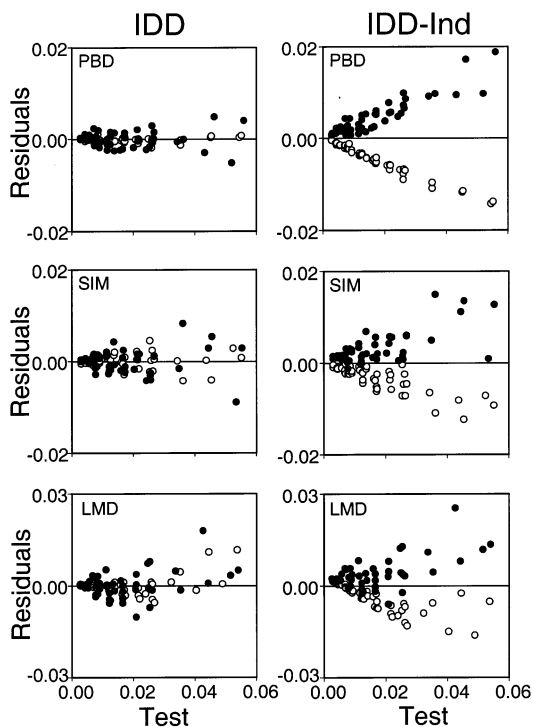 IDD IDD-Ind
0.02 PBD 0.02 PBD
Residuals
0.00 0.00
-0.02 -0.02
0.02 SIM 0.02 SIM
Residuals
0.00 0.00
-0.02 -0.02
0.03 LMD 0.03 LMD
Residuals
0.00 0.00
-0.03 -0.03
0.00 0.02 0.04 0.06 0.00 0.02 0.04 0.06
Test Test